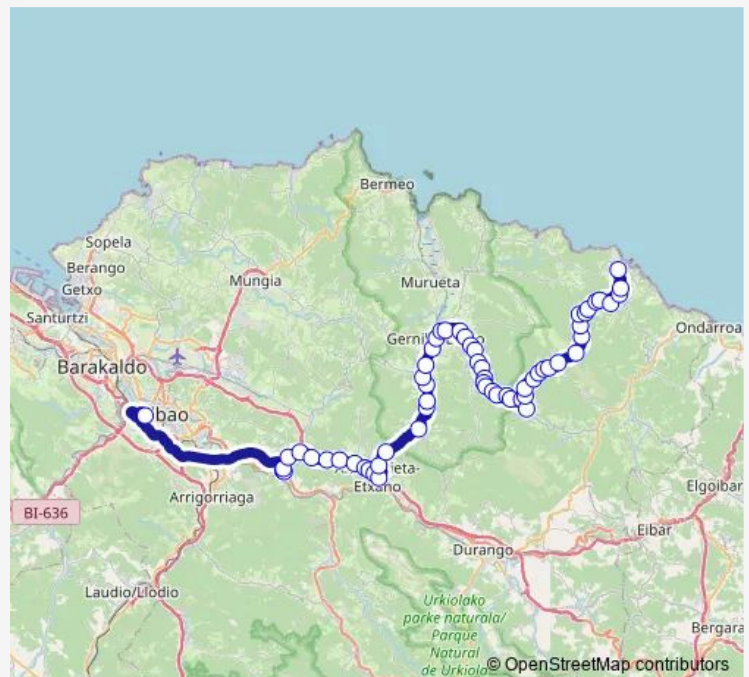 Bermeo
Sopela
Berango
Mungia
Murueta
Getxo
Santurtzi
Ondarroa
Barakaldo
Arrigorriaga
Etxano
Elgoibar
BI-636
Eibar
Durango
Laudio/Llodio
Urkiolako
parke naturala/
Parque
Natural
de Urkiola
Bergara
© OpenStreetMap contributors